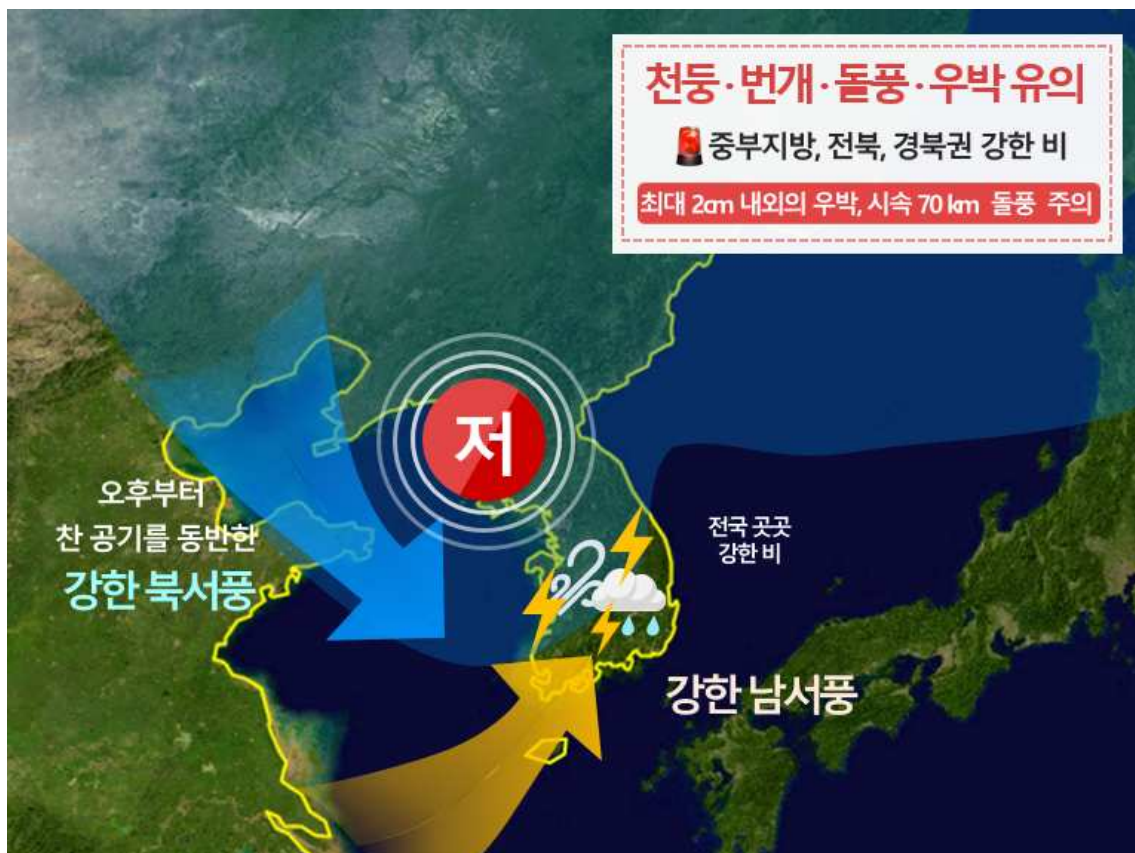 천둥·번개·돌풍·우박 유의
중부지방, 전북, 경북권 강한 비
최대 2cm 내외의 우박, 시속 70 km 돌풍 주의
저
오후부터
찬 공기를 동반한
강한 북서풍
전국 곳곳
강한 비
강한 남서풍